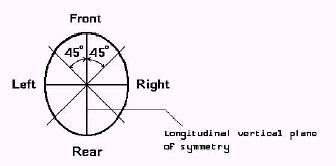 Front
45° 45°
Left Right
Longitudinal vertical plane
of symmetry
Rear